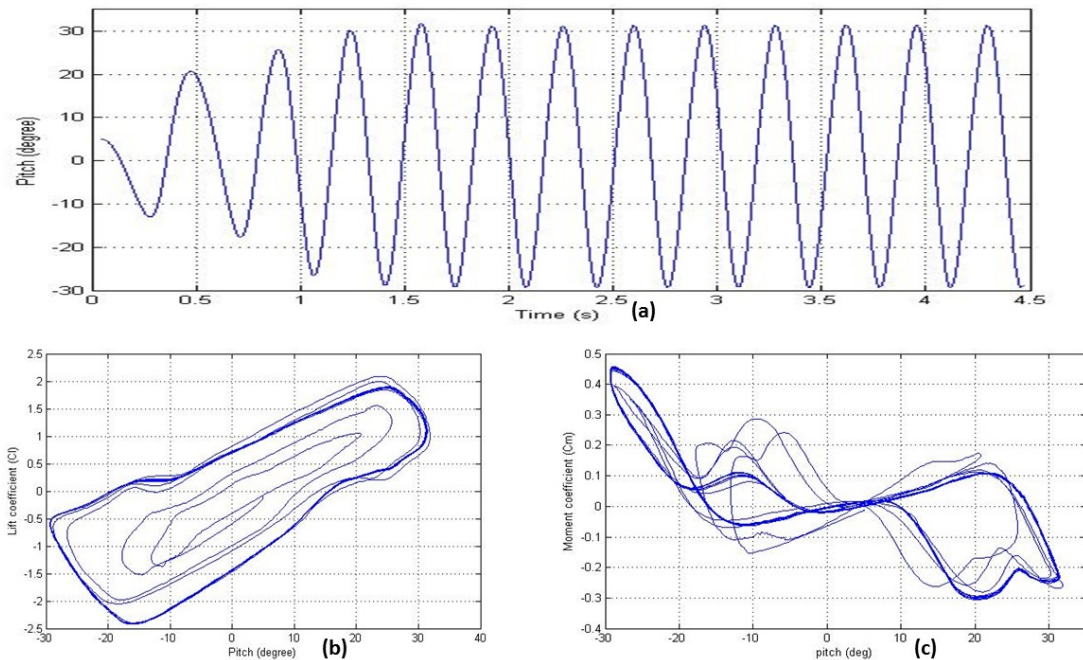 30
20
10
0
-10
-20
-30
Pitch (degree)
0 0.5 1 1.5 2 2.5 3 3.5 4 4.5
Time (s)
(a)
2.5
2
1.5
1
0.5
0
-0.5
-1
-1.5
-2
-2.5
Lift coefficient (Cl)
-30 -20 -10 0 10 20 30 40
Pitch (degree)
(b)
0.5
0.4
0.3
0.2
0.1
0
-0.1
-0.2
-0.3
-0.4
Moment coefficient (Cm)
-30 -20 -10 0 10 20 30
pitch (deg)
(c)